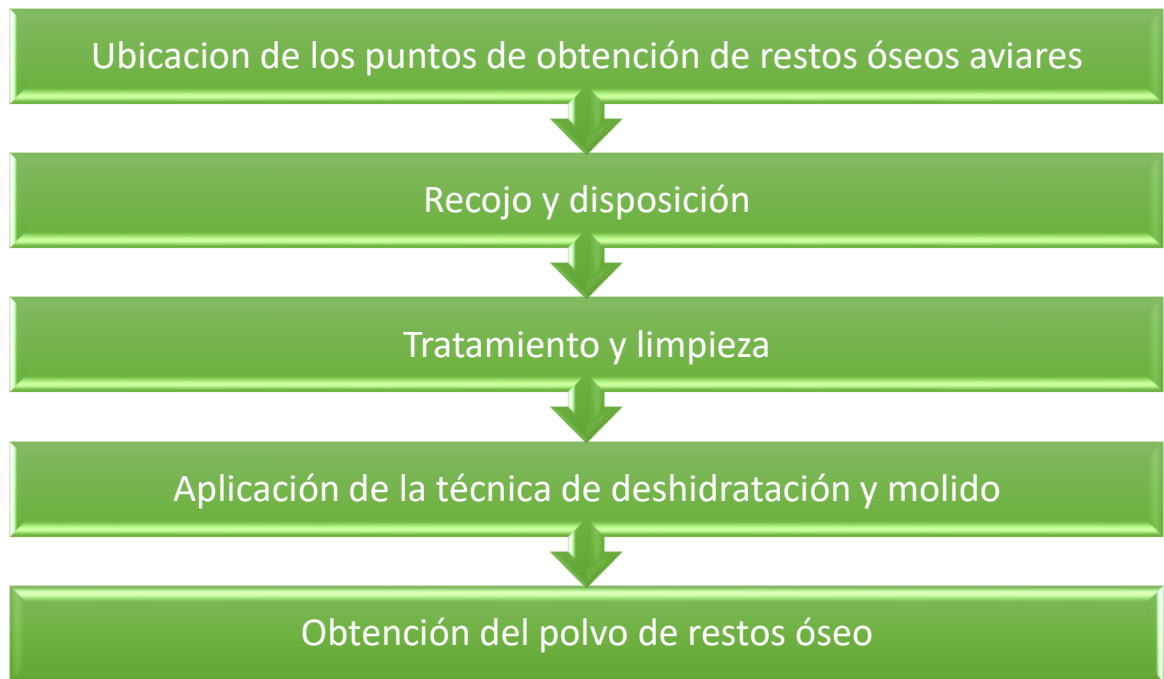 Ubicacion de los puntos de obtención de restos óseos aviares
Recojo y disposición
Tratamiento y limpieza
Aplicación de la técnica de deshidratación y molido
Obtención del polvo de restos óseo